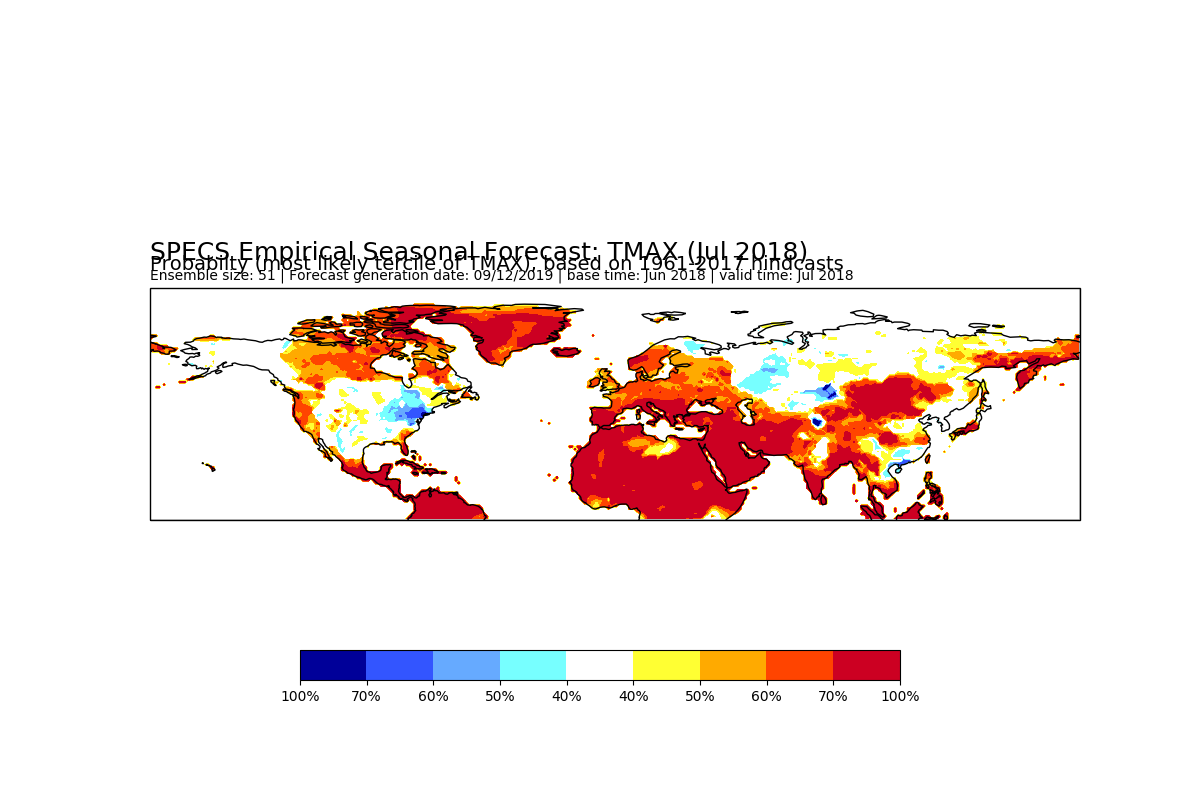 SPECS Empirical Seasonal Forecast: TMAX (Jul 2018)
Probabilty (most likely tercile of TMAX), based on 1961-2017 hindcasts
Ensemble size: 51 | Forecast generation date: 09/12/2019 | base time: Jun 2018 | valid time: Jul 2018
100% 70% 60% 50% 40% 40% 50% 60% 70% 100%